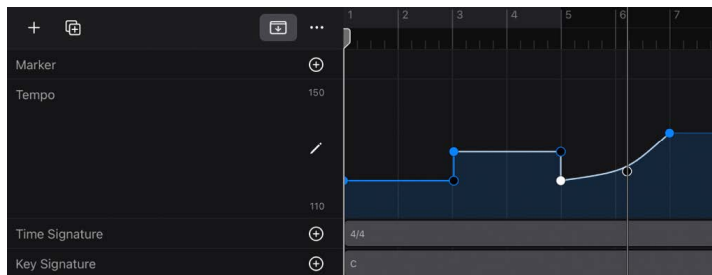 1 2 3 4 5 6 7
Marker
Tempo 150
110
Time Signature 4/4
Key Signature C